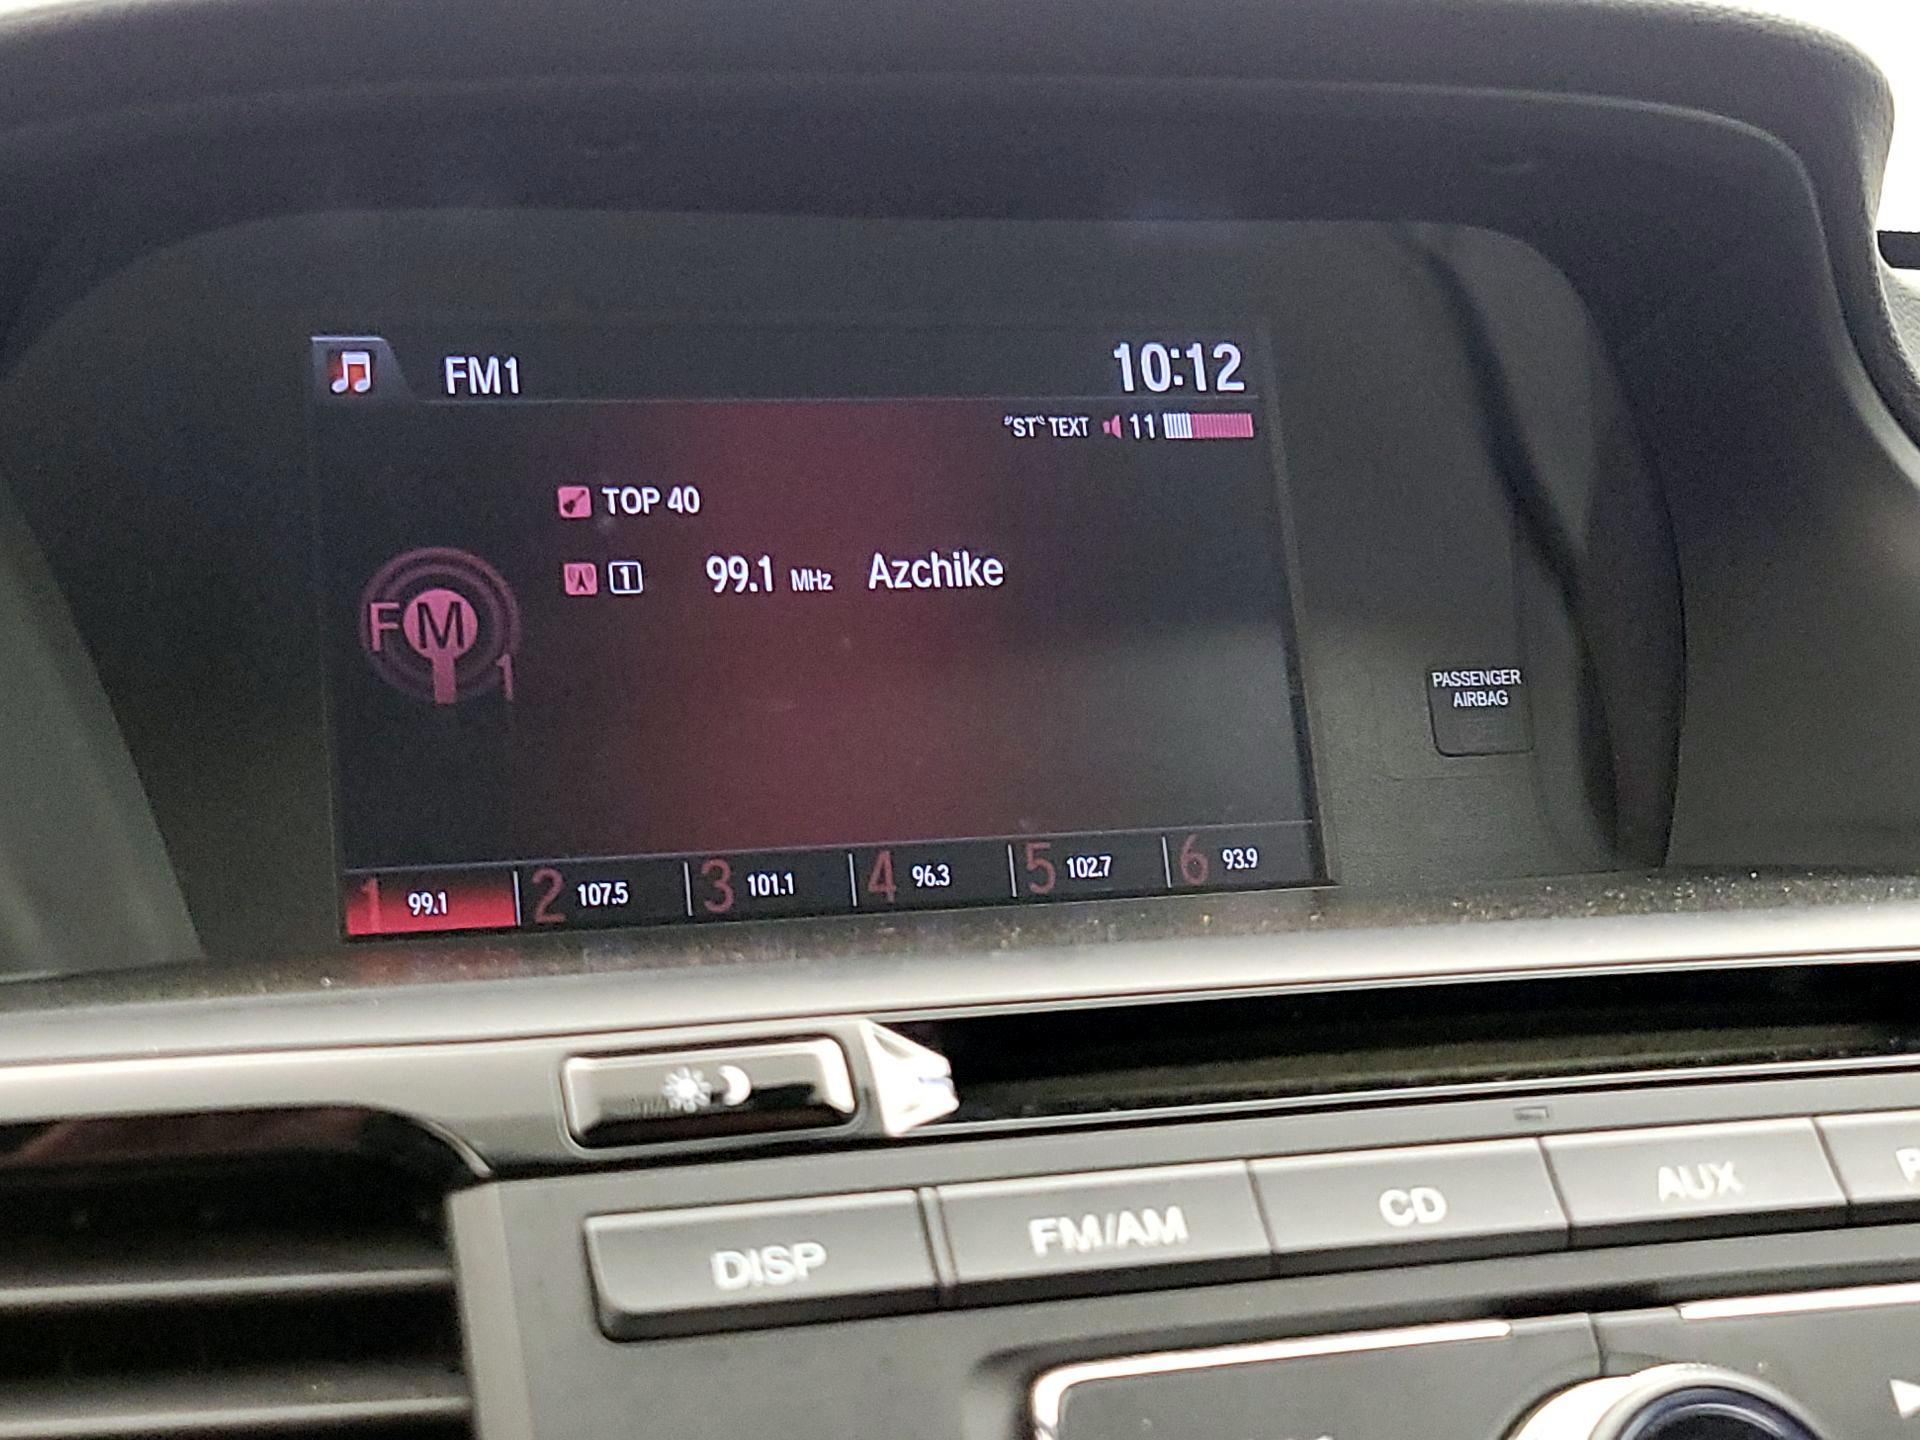 FM1
10:12
"ST" TEXT 11
TOP 40
1 99.1 MHz Azchike
FM1
PASSENGER
AIRBAG
OFF
1 99.1 2 107.5 3 101.1 4 96.3 5 102.7 6 93.9
DISP FM/AM CD AUX